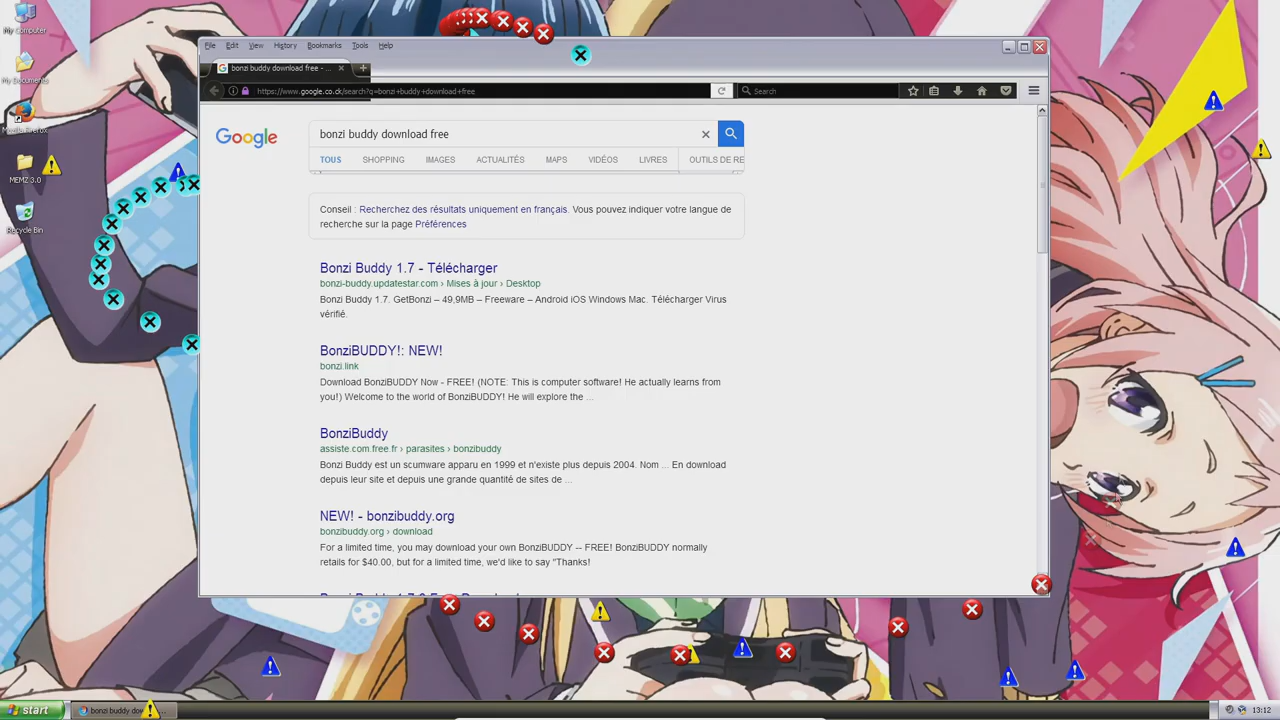 My Computer
My Documents
MEMZ 3.0
Recycle Bin
File Edit View History Bookmarks Tools Help
bonzi buddy download free - ...
https://www.google.co.ck/search?q=bonzi+buddy+download+free
Search
Google
bonzi buddy download free
TOUS SHOPPING IMAGES ACTUALITÉS MAPS VIDÉOS LIVRES OUTILS DE RE
Conseil : Recherchez des résultats uniquement en français. Vous pouvez indiquer votre langue de
recherche sur la page Préférences
Bonzi Buddy 1.7 - Télécharger
bonzi-buddy.updatestar.com › Mises à jour › Desktop
Bonzi Buddy 1.7. GetBonzi – 49,9MB – Freeware – Android iOS Windows Mac. Télécharger Virus
vérifié.
BonziBUDDY!: NEW!
bonzi.link
Download BonziBUDDY Now - FREE! (NOTE: This is computer software! He actually learns from
you!) Welcome to the world of BonziBUDDY! He will explore the ...
BonziBuddy
assiste.com.free.fr › parasites › bonzibuddy
Bonzi Buddy est un scumware apparu en 1999 et n'existe plus depuis 2004. Nom ... En download
depuis leur site et depuis une grande quantité de sites de ...
NEW! - bonzibuddy.org
bonzibuddy.org › download
For a limited time, you may download your own BonziBUDDY -- FREE! BonziBUDDY normally
retails for $40.00, but for a limited time, we'd like to say "Thanks!
start
bonzi buddy dow
13:12